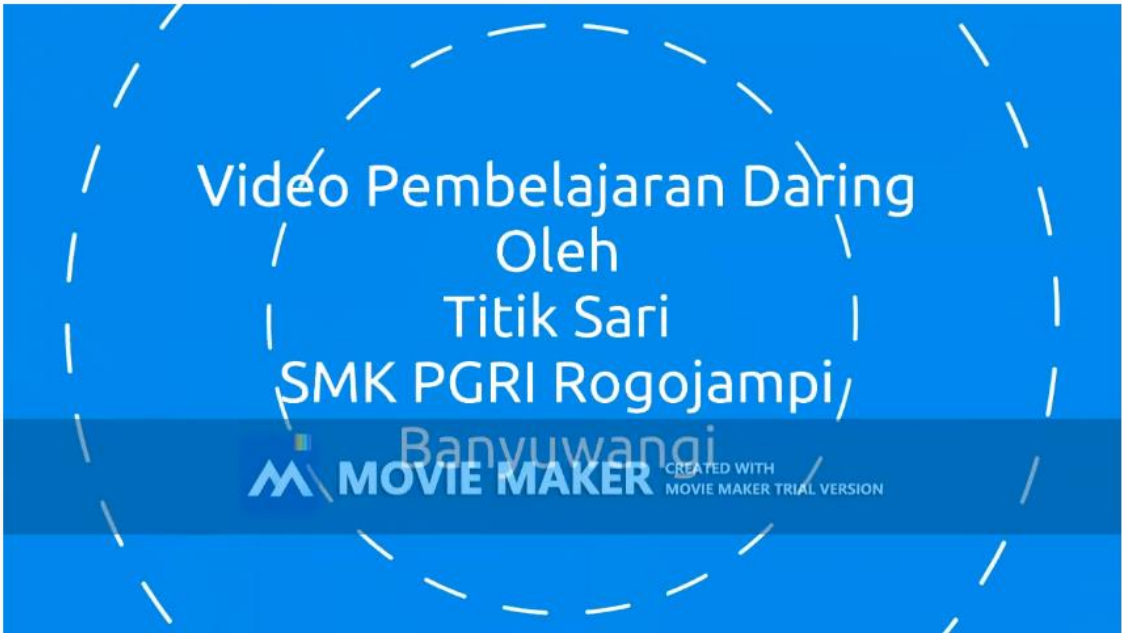 Video Pembelajaran Daring
Oleh
Titik Sari
SMK PGRI Rogojampi
Banyuwangi
MOVIE MAKER
CREATED WITH
MOVIE MAKER TRIAL VERSION